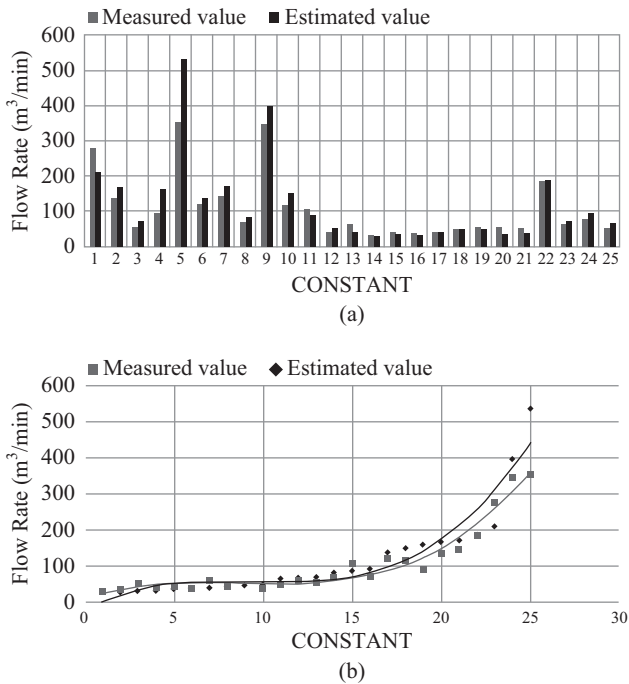 Measured value Estimated value
Flow Rate (m³/min)
600
500
400
300
200
100
0
1 2 3 4 5 6 7 8 9 10 11 12 13 14 15 16 17 18 19 20 21 22 23 24 25
CONSTANT
(a)
Measured value Estimated value
Flow Rate (m³/min)
600
500
400
300
200
100
0
0 5 10 15 20 25 30
CONSTANT
(b)